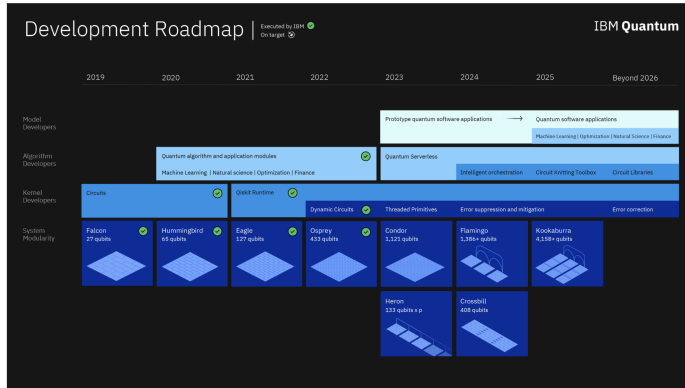 Development Roadmap
Executed by IBM
On target
IBM Quantum
2019
2020
2021
2022
2023
2024
2025
Beyond 2026
Model
Developers
Prototype quantum software applications
Quantum software applications
Machine Learning | Optimization | Natural Science | Finance
Algorithm
Developers
Quantum algorithm and application modules
Machine Learning | Natural science | Optimization | Finance
Quantum Serverless
Intelligent orchestration
Circuit Knitting Toolbox
Circuit Libraries
Kernel
Developers
Circuits
Qiskit Runtime
Dynamic Circuits
Threaded Primitives
Error suppression and mitigation
Error correction
System
Modularity
Falcon
27 qubits
Hummingbird
65 qubits
Eagle
127 qubits
Osprey
433 qubits
Condor
1,121 qubits
Flamingo
1,386+ qubits
Kookaburra
4,158+ qubits
Heron
133 qubits x p
Crossbill
408 qubits